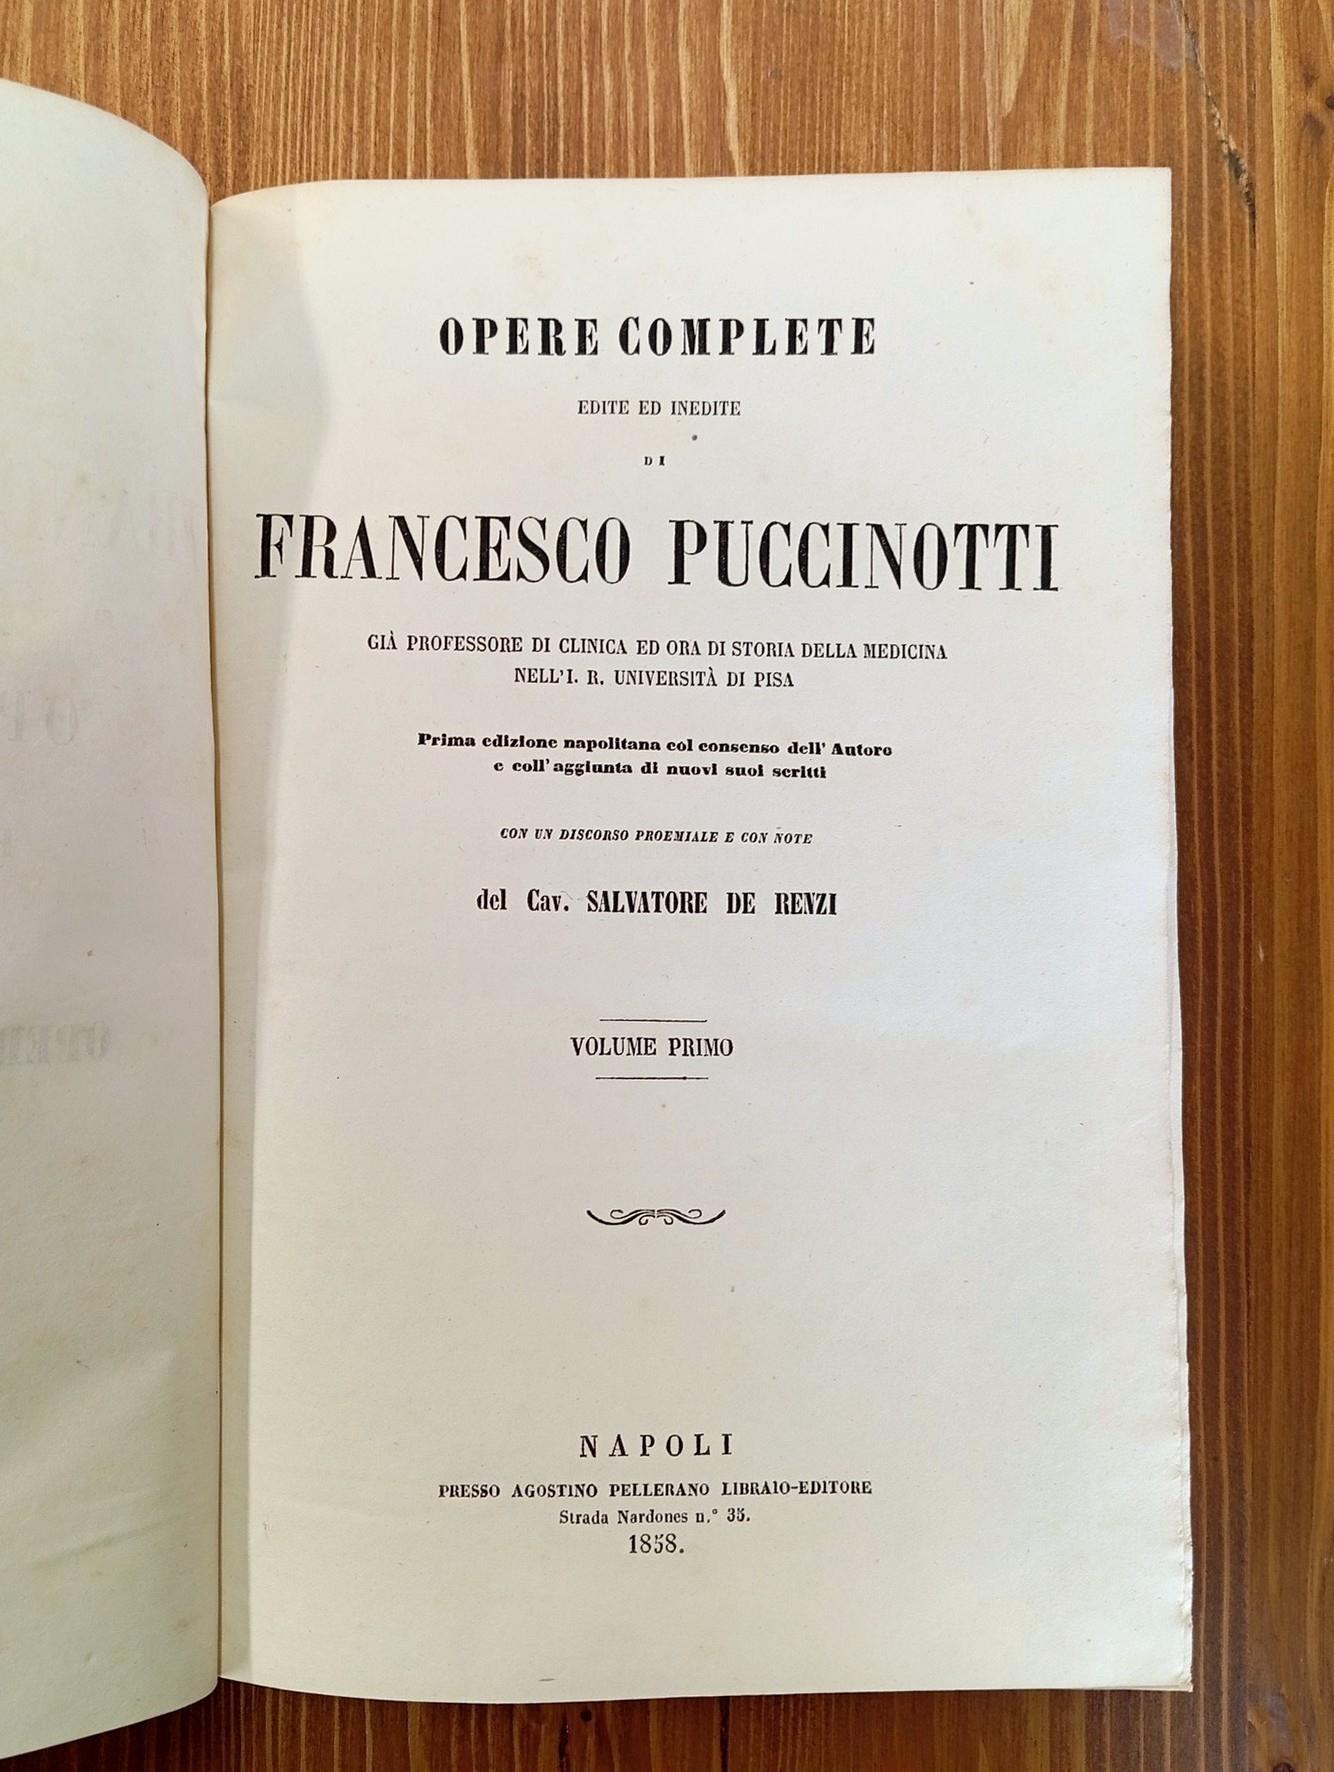 OPERE COMPLETE
EDITE ED INEDITE
DI
FRANCESCO PUCCINOTTI
GIÀ PROFESSORE DI CLINICA ED ORA DI STORIA DELLA MEDICINA
NELL'I. R. UNIVERSITÀ DI PISA
Prima edizione napolitana col consenso dell' Autore
e coll'aggiunta di nuovi suoi scritti
CON UN DISCORSO PROEMIALE E CON NOTE
del Cav. SALVATORE DE RENZI
VOLUME PRIMO
NAPOLI
PRESSO AGOSTINO PELLERANO LIBRAIO-EDITORE
Strada Nardones n.° 35.
1858.